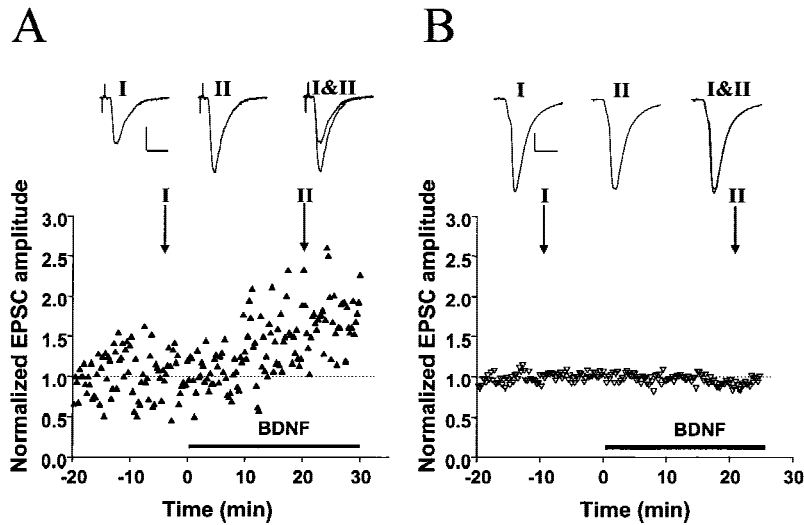 A
B
I
II
I&II
I
II
I&II
I
II
I
II
Normalized EPSC amplitude
3.0
2.5
2.0
1.5
1.0
0.5
0.0
BDNF
-20
-10
0
10
20
30
Time (min)
Normalized EPSC amplitude
3.0
2.5
2.0
1.5
1.0
0.5
0.0
BDNF
-20
-10
0
10
20
30
Time (min)